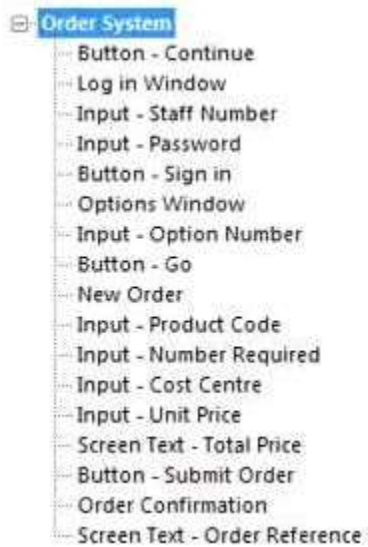 Order System
Button - Continue
Log in Window
Input - Staff Number
Input - Password
Button - Sign in
Options Window
Input - Option Number
Button - Go
New Order
Input - Product Code
Input - Number Required
Input - Cost Centre
Input - Unit Price
Screen Text - Total Price
Button - Submit Order
Order Confirmation
Screen Text - Order Reference